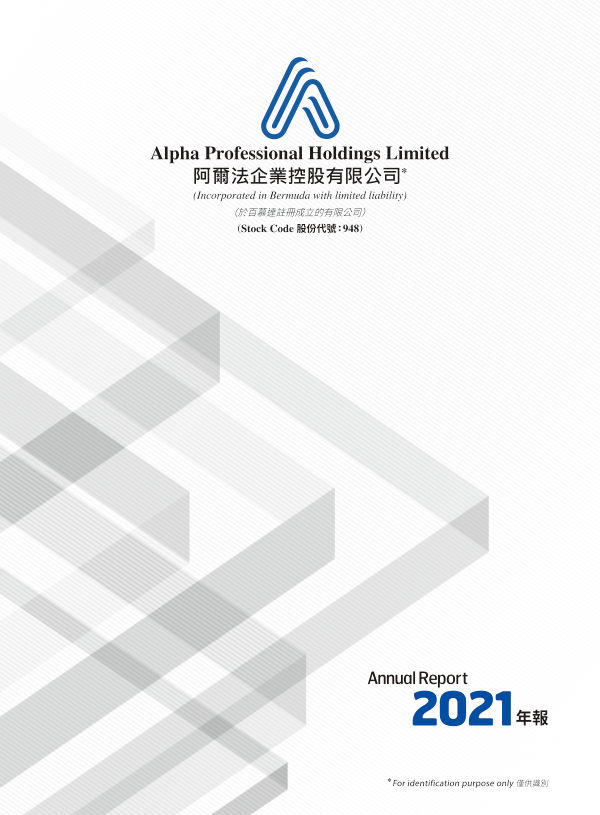 Alpha Professional Holdings Limited
阿爾法企業控股有限公司*
(Incorporated in Bermuda with limited liability)
(於百慕達註冊成立的有限公司)
(Stock Code 股份代號：948)
Annual Report
2021年報
* For identification purpose only 僅供識別